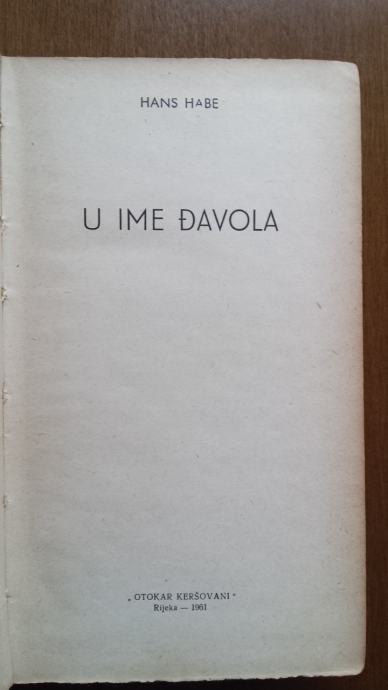 HANS HABE
U IME ĐAVOLA
„OTOKAR KERŠOVANI"
Rijeka — 1961